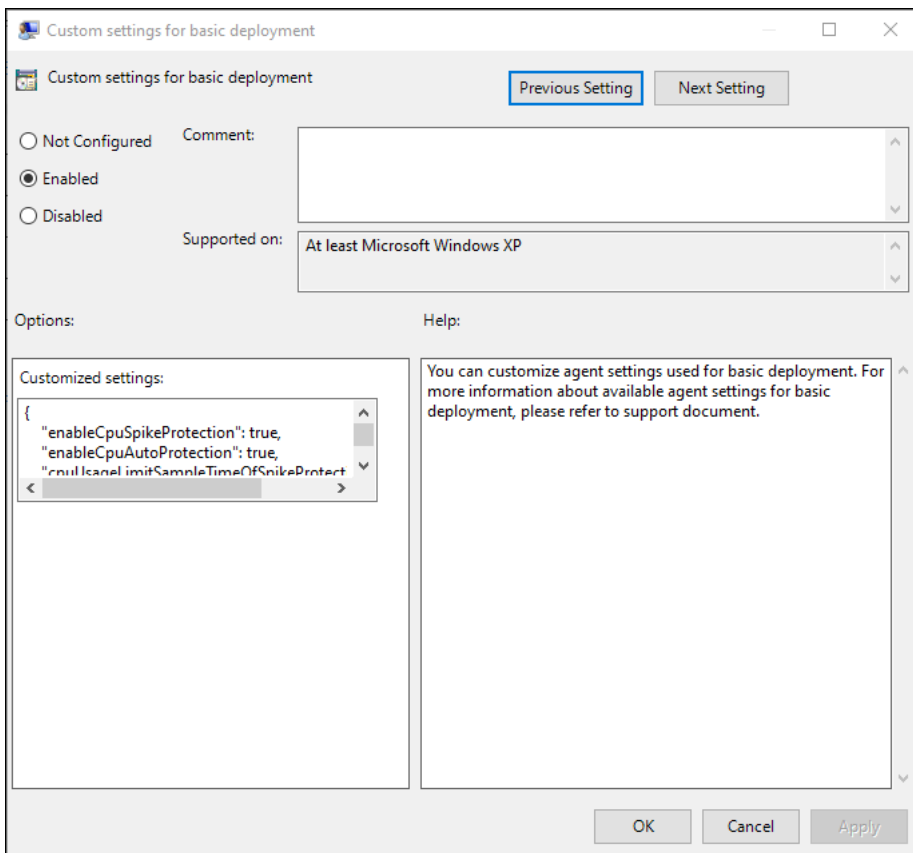 Custom settings for basic deployment
Custom settings for basic deployment
Previous Setting
Next Setting
Not Configured
Comment:
Enabled
Disabled
Supported on:
At least Microsoft Windows XP
Options:
Help:
Customized settings:
{
"enableCpuSpikeProtection": true,
"enableCpuAutoProtection": true,
"cpuUsageLimitSampleTimeOfSpikeProtect
You can customize agent settings used for basic deployment. For
more information about available agent settings for basic
deployment, please refer to support document.
OK
Cancel
Apply